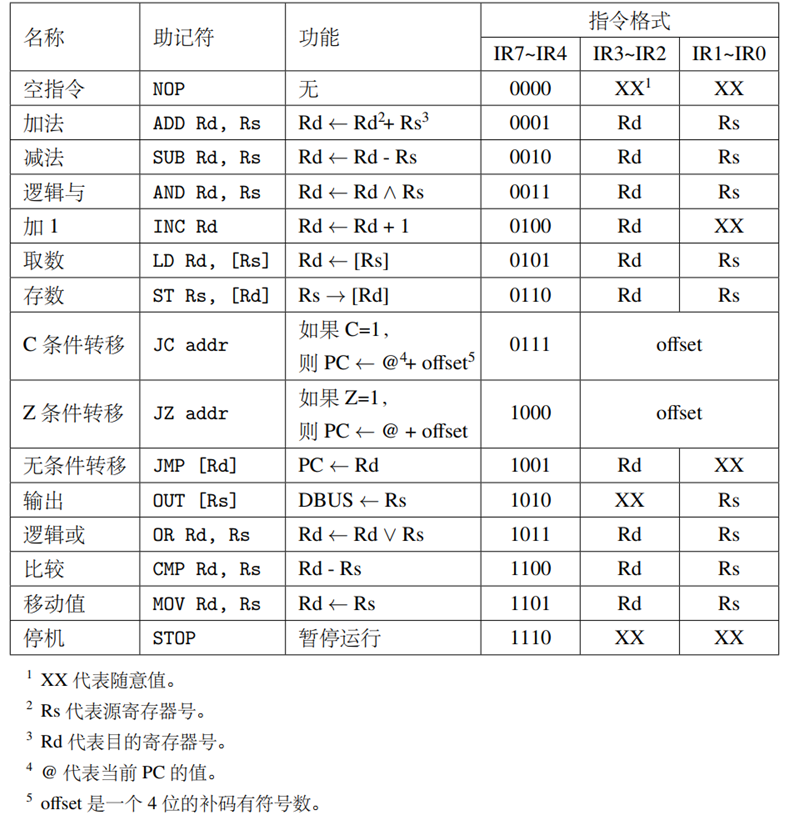 名称 助记符 功能 指令格式
IR7~IR4 IR3~IR2 IR1~IR0
空指令 NOP 无 0000 XX¹ XX
加法 ADD Rd, Rs Rd ← Rd²+ Rs³ 0001 Rd Rs
减法 SUB Rd, Rs Rd ← Rd - Rs 0010 Rd Rs
逻辑与 AND Rd, Rs Rd ← Rd ∧ Rs 0011 Rd Rs
加 1 INC Rd Rd ← Rd + 1 0100 Rd XX
取数 LD Rd, [Rs] Rd ← [Rs] 0101 Rd Rs
存数 ST Rs, [Rd] Rs → [Rd] 0110 Rd Rs
C 条件转移 JC addr 如果 C=1,
则 PC ← @⁴+ offset⁵ 0111 offset
Z 条件转移 JZ addr 如果 Z=1,
则 PC ← @ + offset 1000 offset
无条件转移 JMP [Rd] PC ← Rd 1001 Rd XX
输出 OUT [Rs] DBUS ← Rs 1010 XX Rs
逻辑或 OR Rd, Rs Rd ← Rd ∨ Rs 1011 Rd Rs
比较 CMP Rd, Rs Rd - Rs 1100 Rd Rs
移动值 MOV Rd, Rs Rd ← Rs 1101 Rd Rs
停机 STOP 暂停运行 1110 XX XX
¹ XX 代表随意值。
² Rs 代表源寄存器号。
³ Rd 代表目的寄存器号。
⁴ @ 代表当前 PC 的值。
⁵ offset 是一个 4 位的补码有符号数。